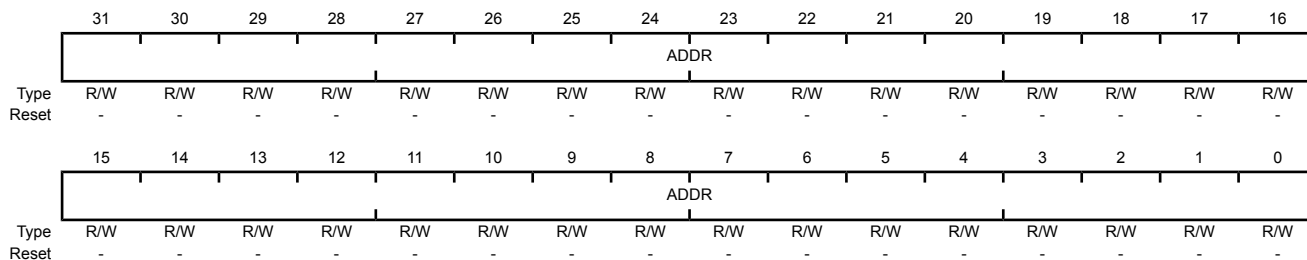 31 30 29 28 27 26 25 24 23 22 21 20 19 18 17 16
ADDR
Type R/W R/W R/W R/W R/W R/W R/W R/W R/W R/W R/W R/W R/W R/W R/W R/W
Reset - - - - - - - - - - - - - - - -
15 14 13 12 11 10 9 8 7 6 5 4 3 2 1 0
ADDR
Type R/W R/W R/W R/W R/W R/W R/W R/W R/W R/W R/W R/W R/W R/W R/W R/W
Reset - - - - - - - - - - - - - - - -